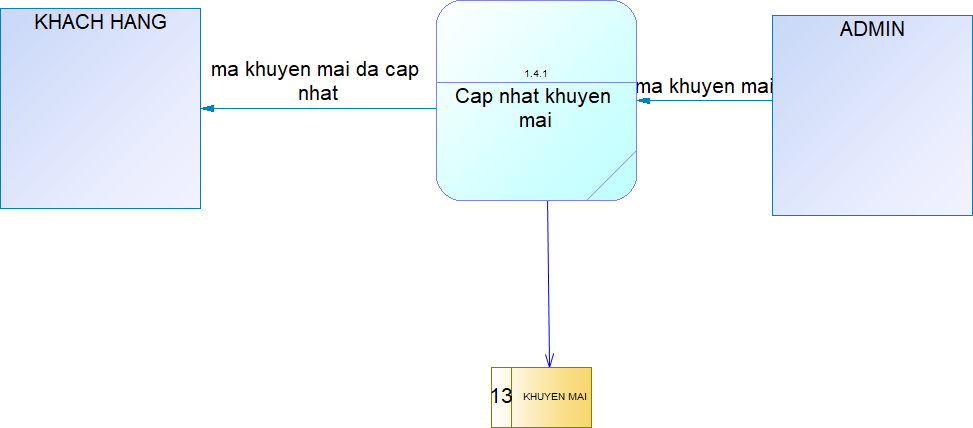 KHACH HANG
ma khuyen mai da cap
nhat
1.4.1
Cap nhat khuyen
mai
ma khuyen mai
ADMIN
13
KHUYEN MAI